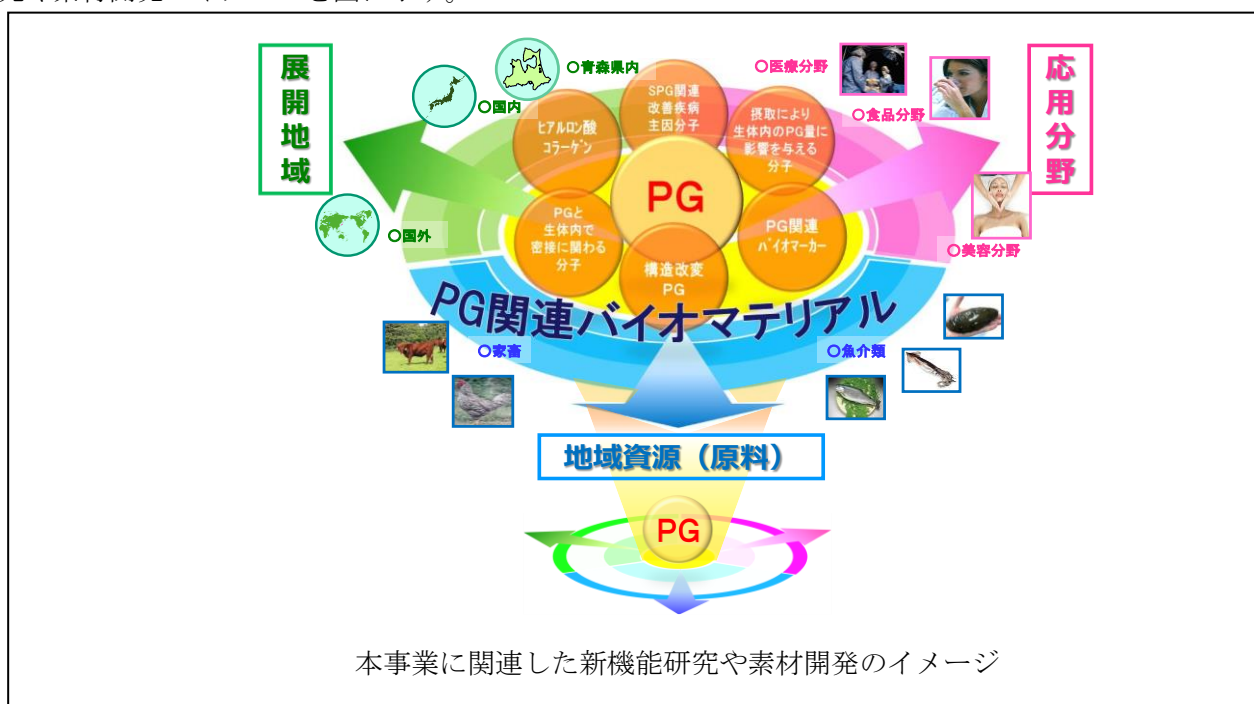 展開地域
応用分野
〇青森県内
〇国内
〇国外
〇医療分野
〇食品分野
〇美容分野
SPG関連
改善疾病
主因分子
ヒアルロン酸
コラーゲン
摂取により
生体内のPG量に
影響を与える
分子
PG
PGと
生体内で
密接に関わる
分子
構造改変
PG
PG関連
バイオマーカー
PG関連バイオマテリアル
〇家畜
〇魚介類
地域資源(原料)
PG
本事業に関連した新機能研究や素材開発のイメージ